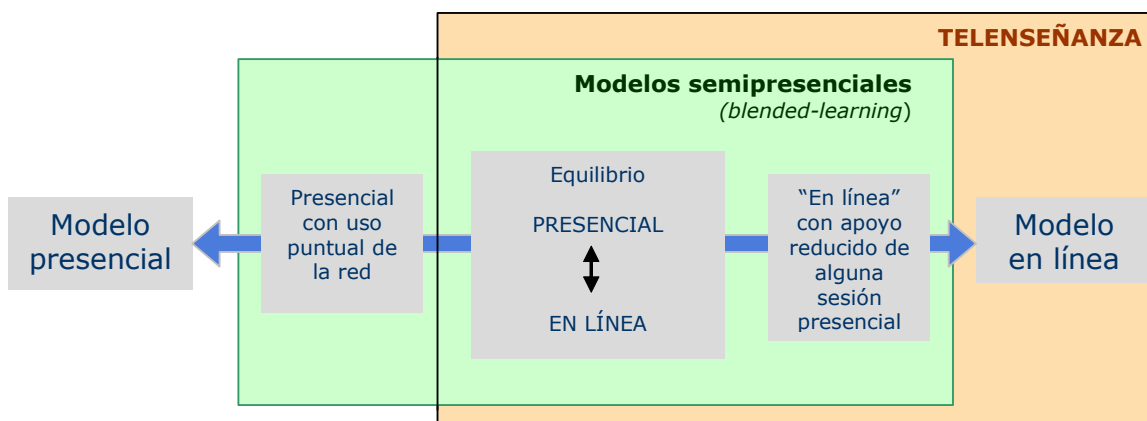 TELENSEÑANZA
Modelos semipresenciales
(blended-learning)
Modelo
presencial
Presencial
con uso
puntual de
la red
Equilibrio
PRESENCIAL
EN LÍNEA
“En línea”
con apoyo
reducido de
alguna
sesión
presencial
Modelo
en línea